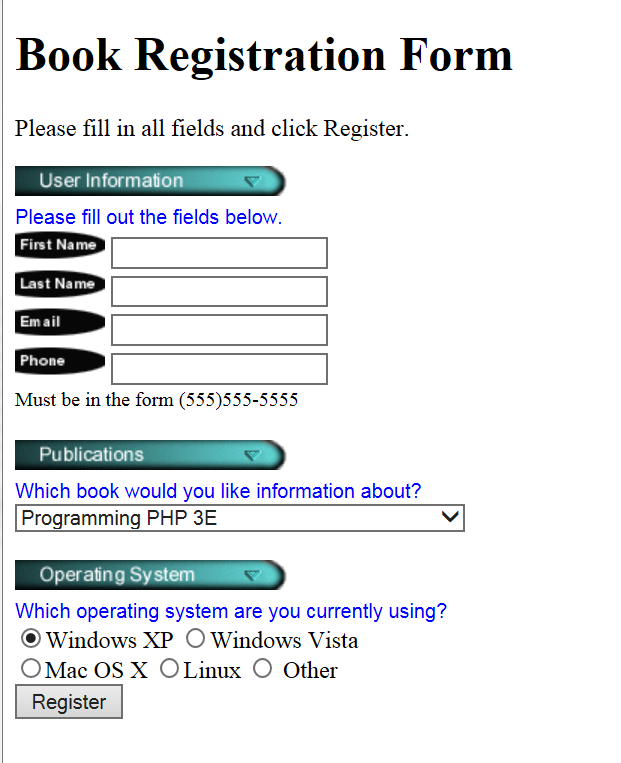 Book Registration Form
Please fill in all fields and click Register.
User Information
Please fill out the fields below.
First Name
Last Name
Email
Phone
Must be in the form (555)555-5555
Publications
Which book would you like information about?
Programming PHP 3E
Operating System
Which operating system are you currently using?
Windows XP Windows Vista
Mac OS X Linux Other
Register